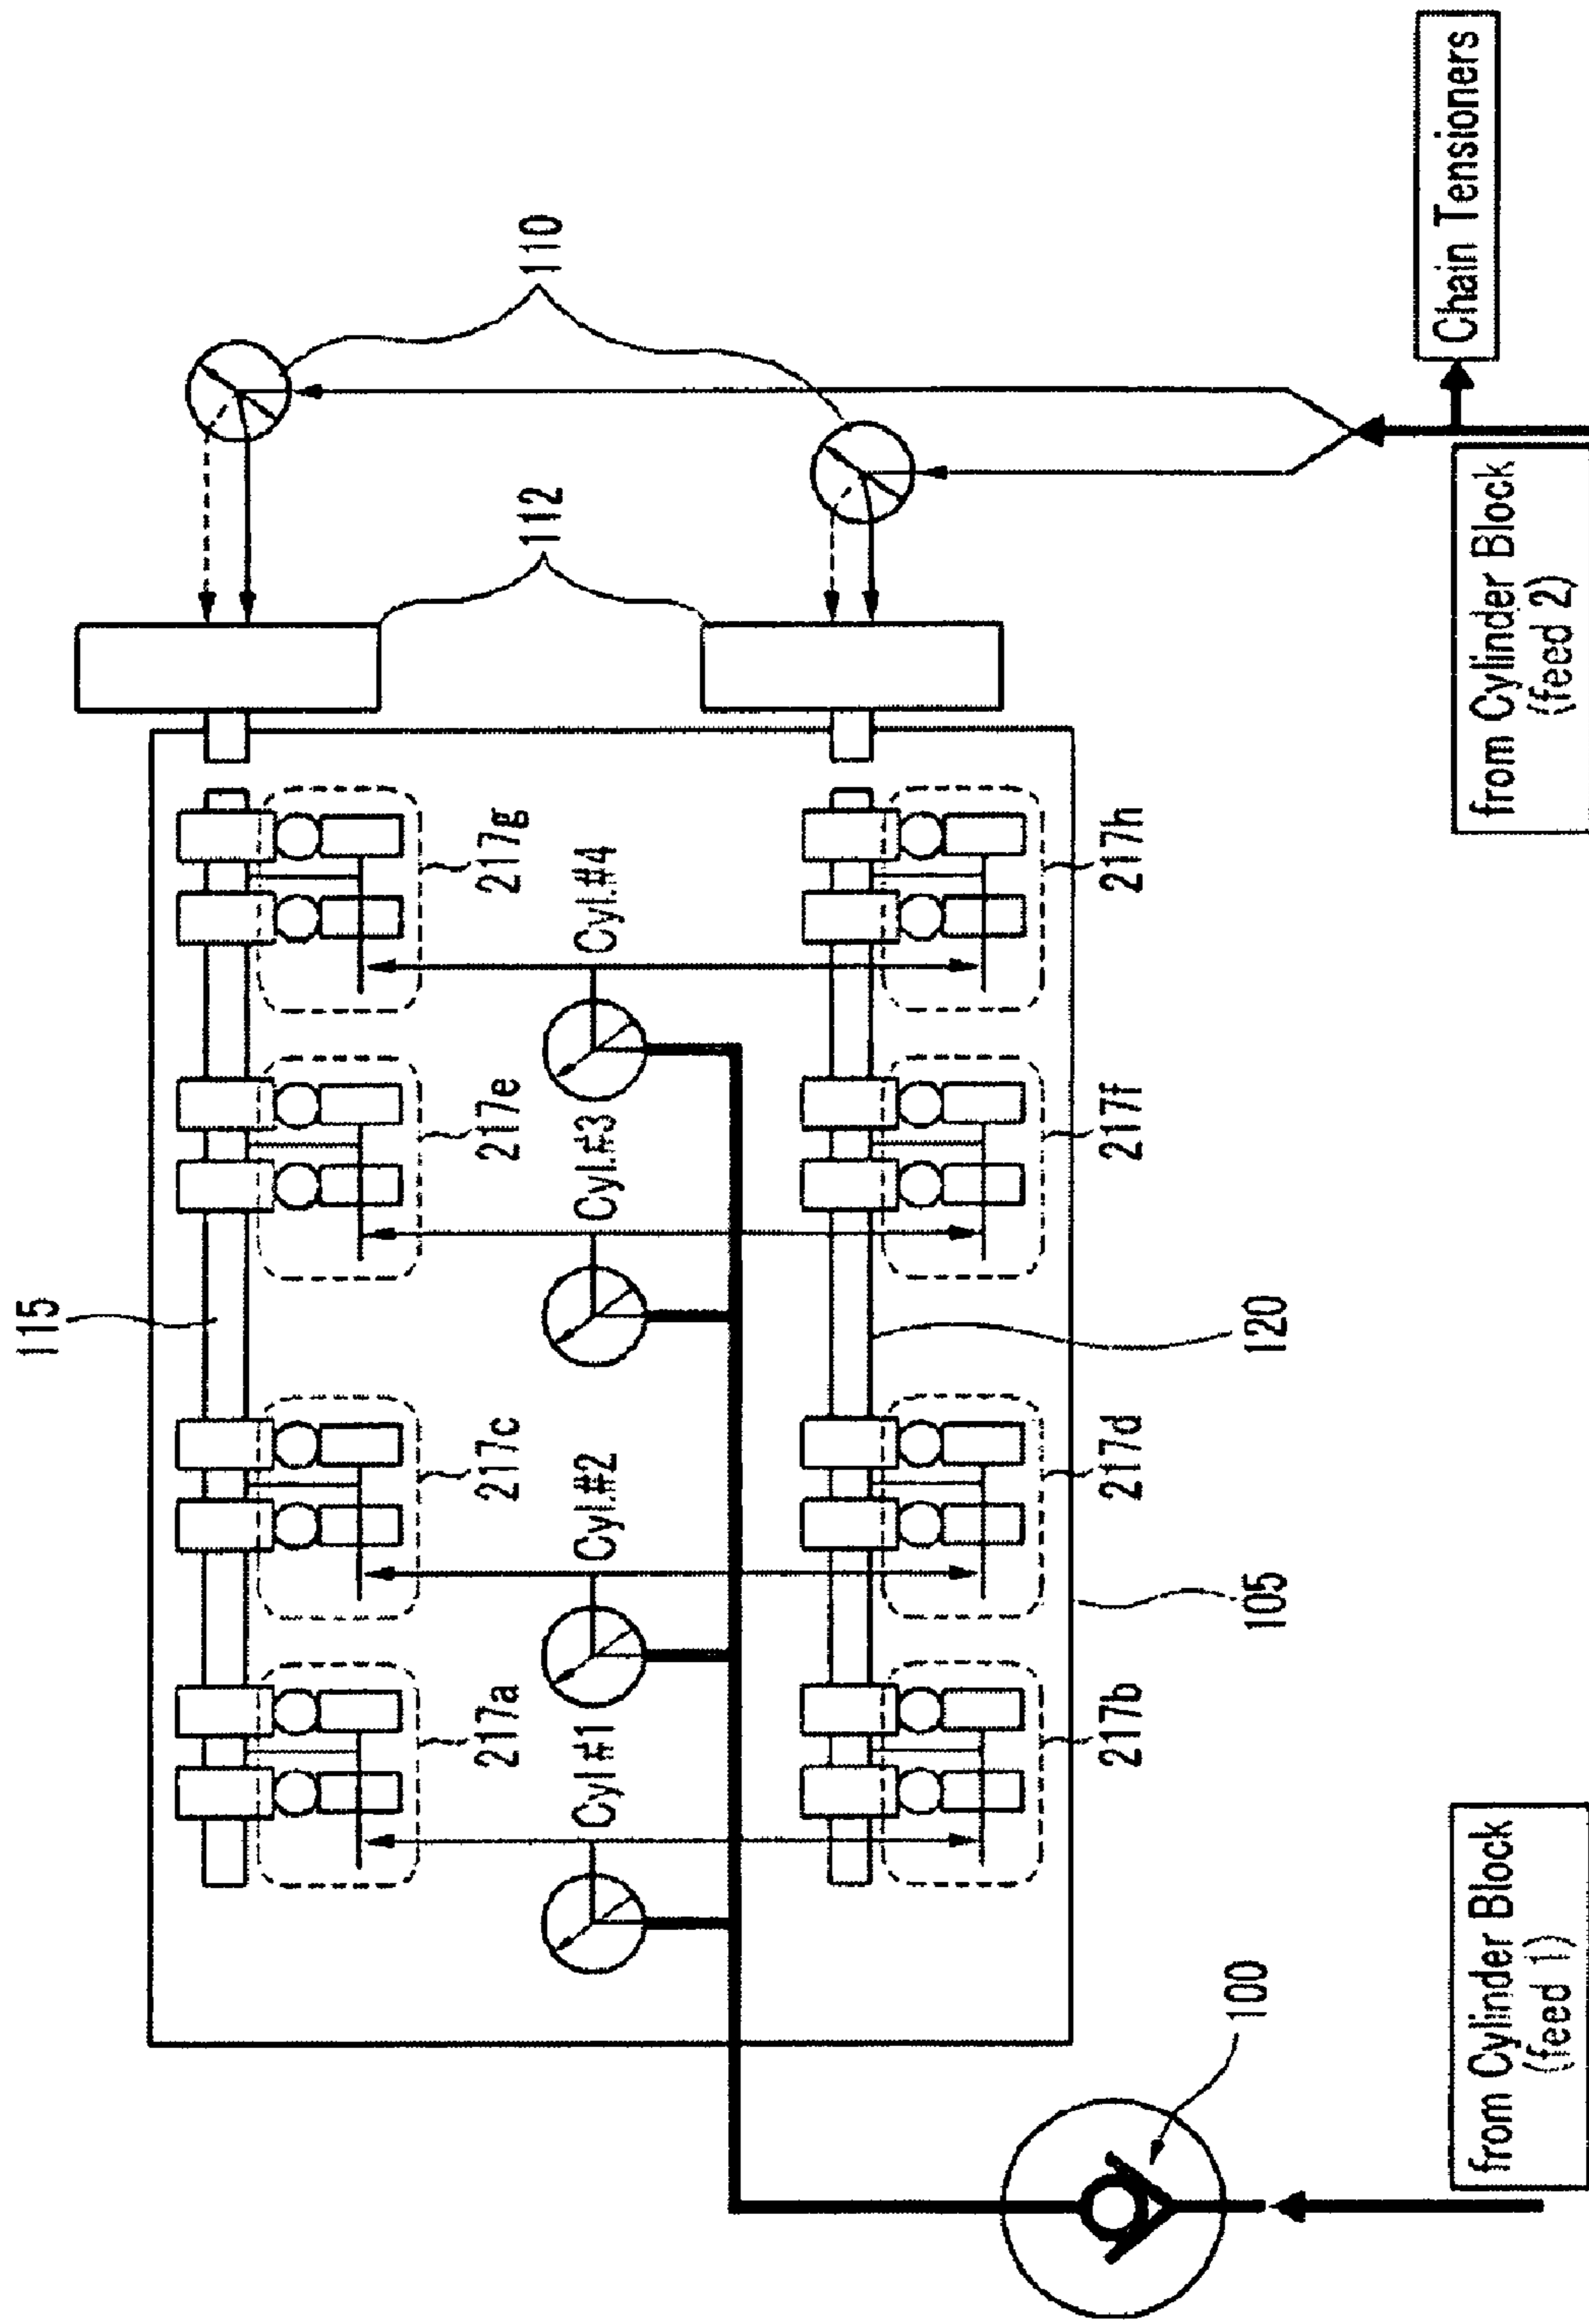 115
110
112
217a
217c
217e
217g
Cyl.#1
Cyl.#2
Cyl.#3
Cyl.#4
217b
217d
217f
217h
100
105
120
from Cylinder Block
(feed 1)
from Cylinder Block
(feed 2)
Chain Tensioners